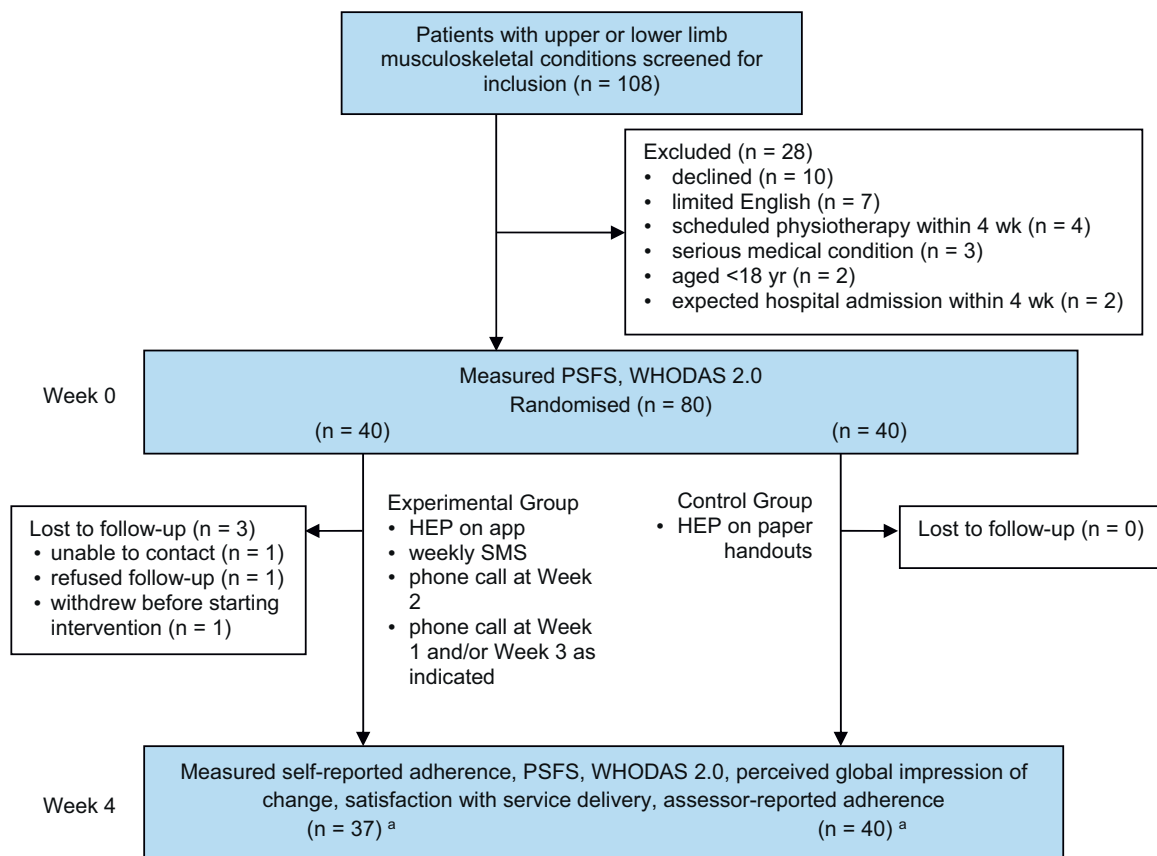 Patients with upper or lower limb
musculoskeletal conditions screened for
inclusion (n = 108)
Excluded (n = 28)
• declined (n = 10)
• limited English (n = 7)
• scheduled physiotherapy within 4 wk (n = 4)
• serious medical condition (n = 3)
• aged <18 yr (n = 2)
• expected hospital admission within 4 wk (n = 2)
Week 0
Measured PSFS, WHODAS 2.0
Randomised (n = 80)
(n = 40)
(n = 40)
Lost to follow-up (n = 3)
• unable to contact (n = 1)
• refused follow-up (n = 1)
• withdrew before starting
intervention (n = 1)
Experimental Group
• HEP on app
• weekly SMS
• phone call at Week
2
• phone call at Week
1 and/or Week 3 as
indicated
Control Group
• HEP on paper
handouts
Lost to follow-up (n = 0)
Week 4
Measured self-reported adherence, PSFS, WHODAS 2.0, perceived global impression of
change, satisfaction with service delivery, assessor-reported adherence
(n = 37) a
(n = 40) a